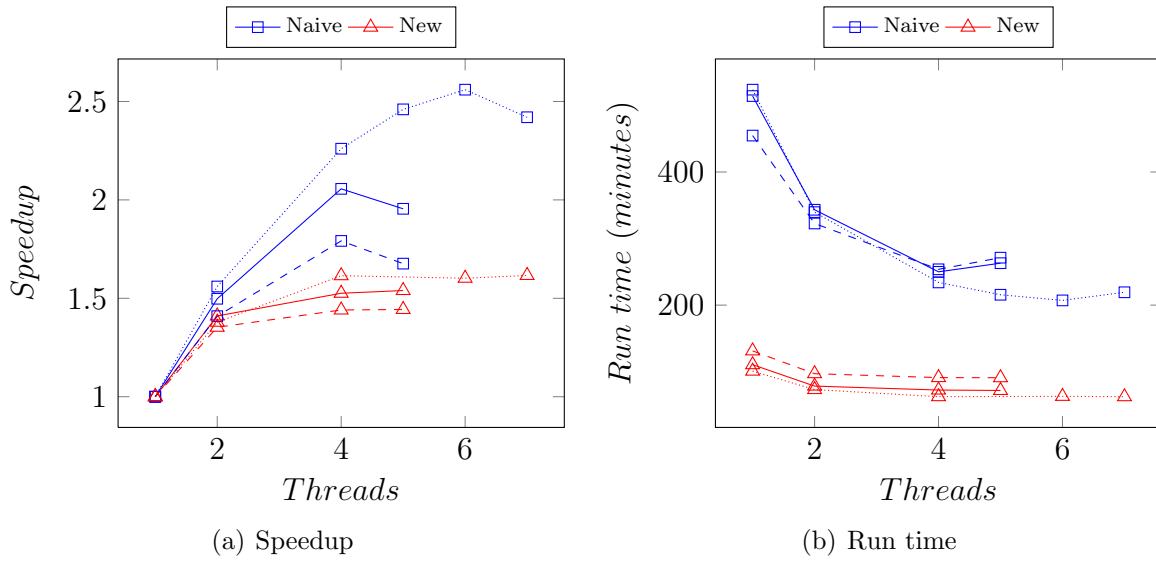 Naive New
2.5
2
1.5
1
Speedup
2 4 6
Threads
(a) Speedup
Naive New
400
200
Run time (minutes)
2 4 6
Threads
(b) Run time